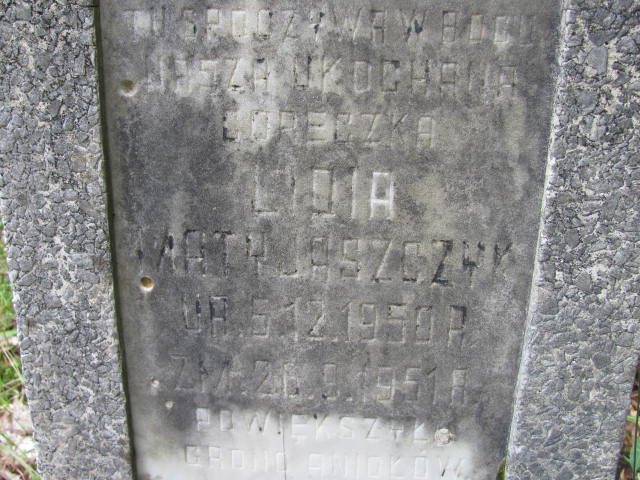 TU SPOCZYWA W BOGU
NASZA UKOCHANA
CÓRECZKA
LIDIA
MATYJASZCZYK
UR. 5.12.1950 R.
ZM. 26.9.1951 R.
POWIĘKSZYŁA
GRONO ANIOŁÓW